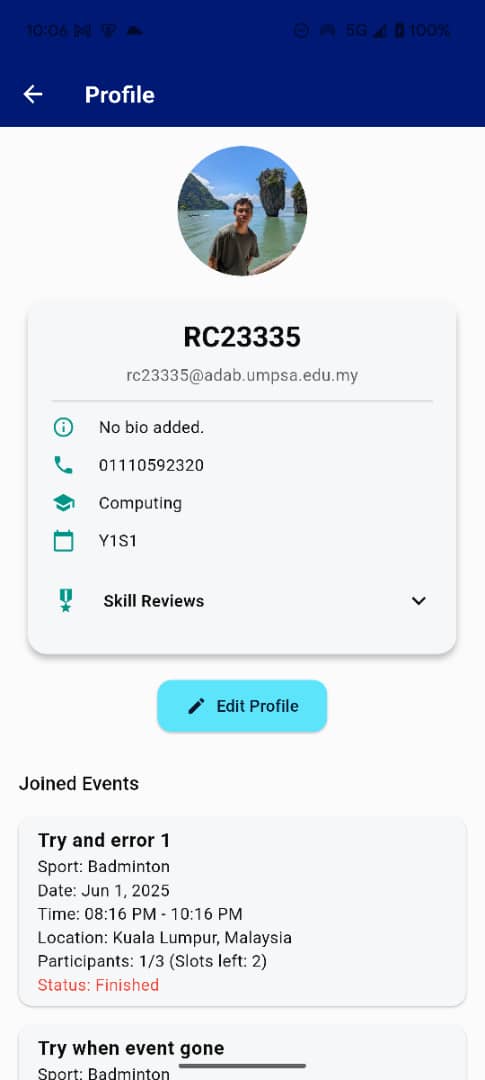 10:06
5G 100%
Profile
RC23335
rc23335@adab.umpsa.edu.my
No bio added.
01110592320
Computing
Y1S1
Skill Reviews
Edit Profile
Joined Events
Try and error 1
Sport: Badminton
Date: Jun 1, 2025
Time: 08:16 PM - 10:16 PM
Location: Kuala Lumpur, Malaysia
Participants: 1/3 (Slots left: 2)
Status: Finished
Try when event gone
Sport: Badminton